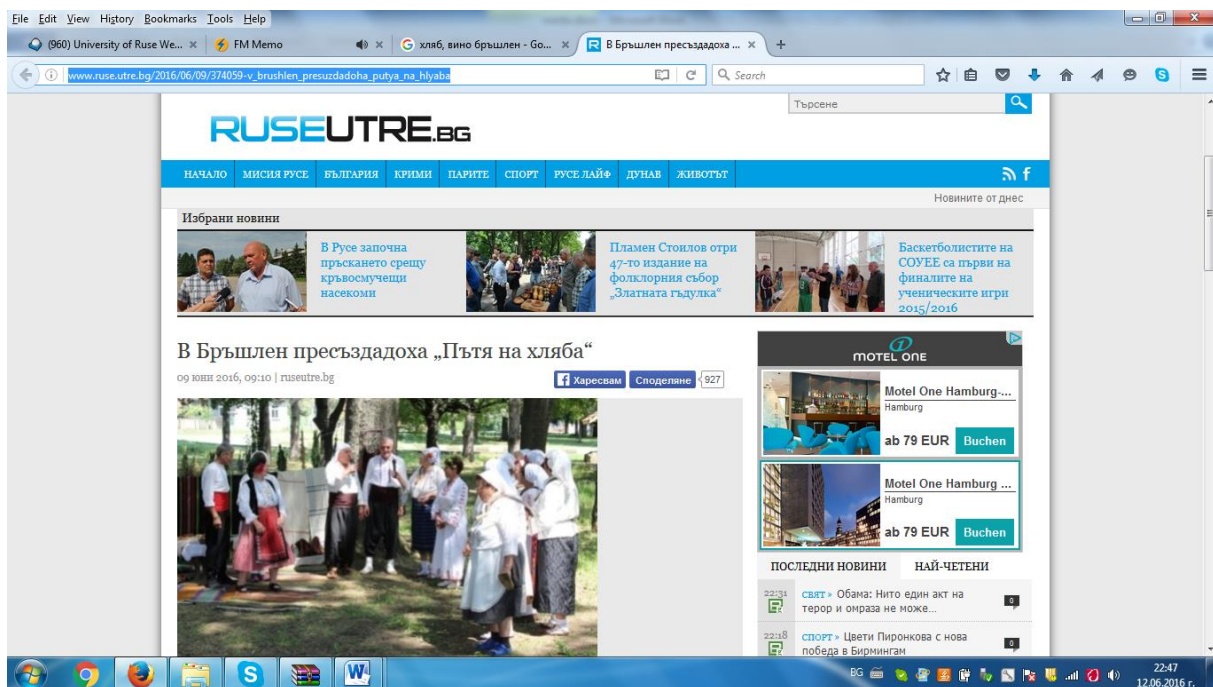 File Edit View History Bookmarks Tools Help
(960) University of Ruse We... × FM Memo × хляб, вино бръшлен - Go... × В Бръшлен пресъздадоха ... × +
www.ruse.utre.bg/2016/06/09/374059-v_brushlen_presuzdadoha_putya_na_hlyaba Search
Търсене
RUSEUTRE.BG
НАЧАЛО МИСИЯ РУСЕ БЪЛГАРИЯ КРИМИ ПАРИТЕ СПОРТ РУСЕ ЛАЙФ ДУНАВ ЖИВОТЪТ
Новините от днес
Избрани новини
В Русе започна
пръскането срещу
кръвосмучещи
насекоми
Пламен Стоилов откри
47-то издание на
фолклорния събор
„Златната гъдулка“
Баскетболистите на
СОУЕЕ са първи на
финалите на
ученическите игри
2015/2016
В Бръшлен пресъздадоха „Пътя на хляба“
09 юни 2016, 09:10 | ruseutre.bg
Харесвам Споделяне 927
MOTEL ONE
Motel One Hamburg-...
Hamburg
ab 79 EUR Buchen
Motel One Hamburg ...
Hamburg
ab 79 EUR Buchen
ПОСЛЕДНИ НОВИНИ НАЙ-ЧЕТЕНИ
22:31 СВЯТ » Обама: Нито един акт на
терор и омраза не може...
0
22:18 СПОРТ » Цвети Пиронкова с нова
победа в Бирмингам
0
BG 22:47
12.06.2016 г.